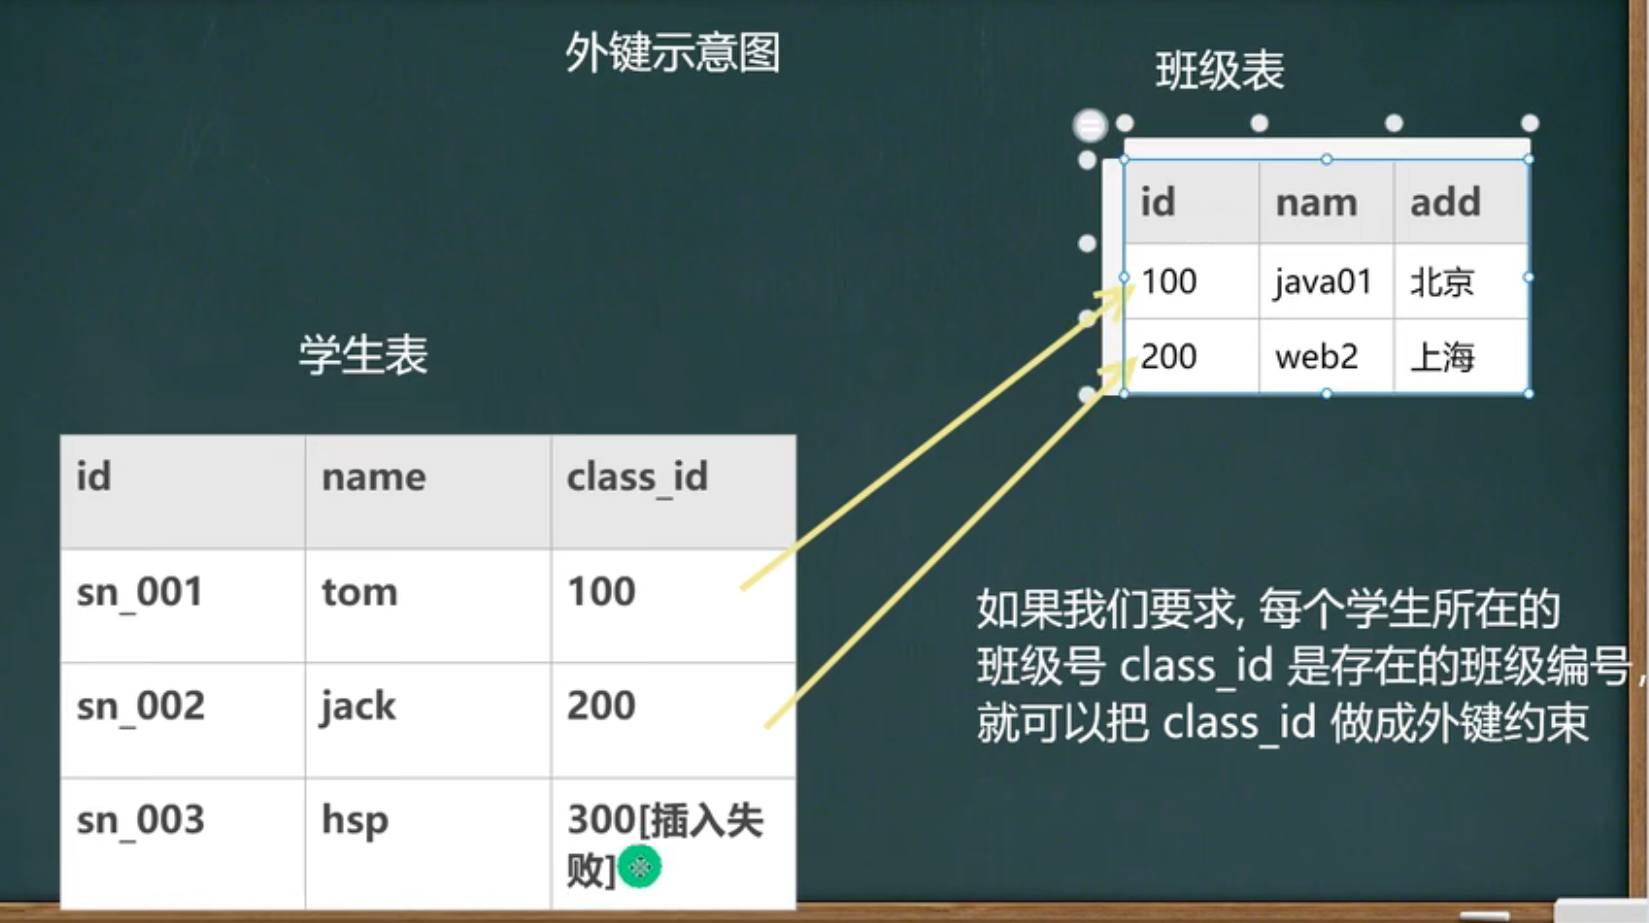 外键示意图
班级表
id nam add
100 java01 北京
200 web2 上海
学生表
id name class_id
sn_001 tom 100
sn_002 jack 200
sn_003 hsp 300[插入失
败]
如果我们要求, 每个学生所在的
班级号 class_id 是存在的班级编号,
就可以把 class_id 做成外键约束